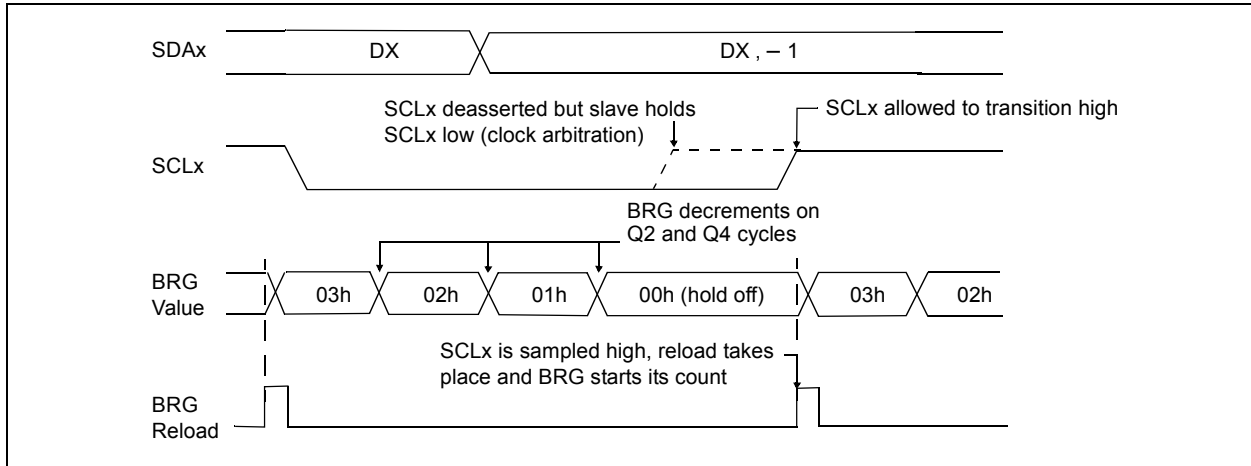 SDAx
DX
DX , – 1
SCLx deasserted but slave holds
SCLx low (clock arbitration)
SCLx allowed to transition high
SCLx
BRG decrements on
Q2 and Q4 cycles
BRG
Value
03h
02h
01h
00h (hold off)
03h
02h
SCLx is sampled high, reload takes
place and BRG starts its count
BRG
Reload